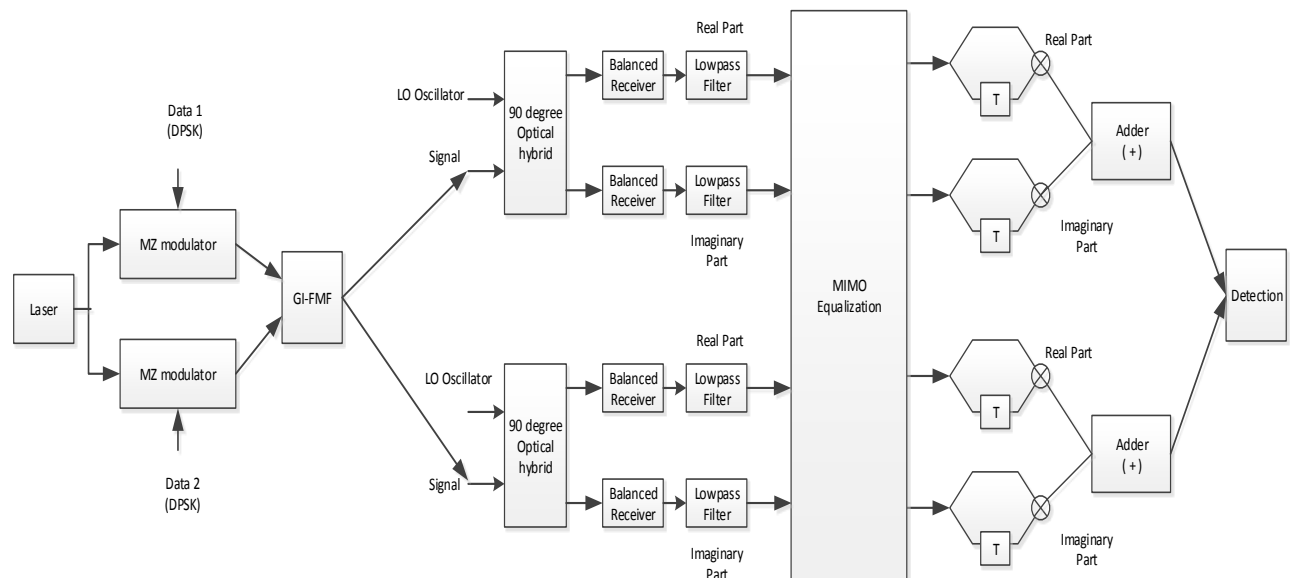 Data 1
(DPSK)
Laser
MZ modulator
MZ modulator
Data 2
(DPSK)
GI-FMF
LO Oscillator
Signal
90 degree
Optical
hybrid
Balanced
Receiver
Real Part
Lowpass
Filter
Balanced
Receiver
Lowpass
Filter
Imaginary
Part
LO Oscillator
Signal
90 degree
Optical
hybrid
Balanced
Receiver
Real Part
Lowpass
Filter
Balanced
Receiver
Lowpass
Filter
Imaginary
Part
MIMO
Equalization
T
Real Part
T
Imaginary
Part
Adder
( + )
T
Real Part
T
Imaginary
Part
Adder
( + )
Detection